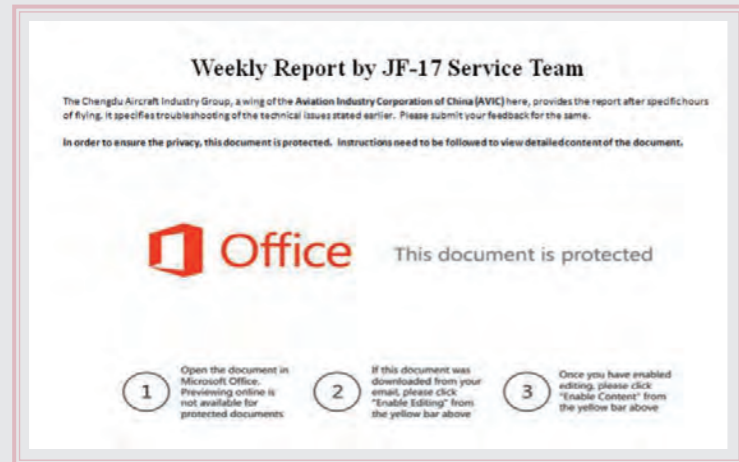 Weekly Report by JF-17 Service Team
The Chengdu Aircraft Industry Group, a wing of the Aviation Industry Corporation of China (AVIC) here, provides the report after specific hours
of flying. It specifies troubleshooting of the technical issues stated earlier. Please submit your feedback for the same.
In order to ensure the privacy, this document is protected. Instructions need to be followed to view detailed content of the document.
Office
This document is protected
1
Open the document in
Microsoft Office.
Previewing online is
not available for
protected documents
2
If this document was
downloaded from your
email, please click
"Enable Editing" from
the yellow bar above
3
Once you have enabled
editing, please click
"Enable Content" from
the yellow bar above